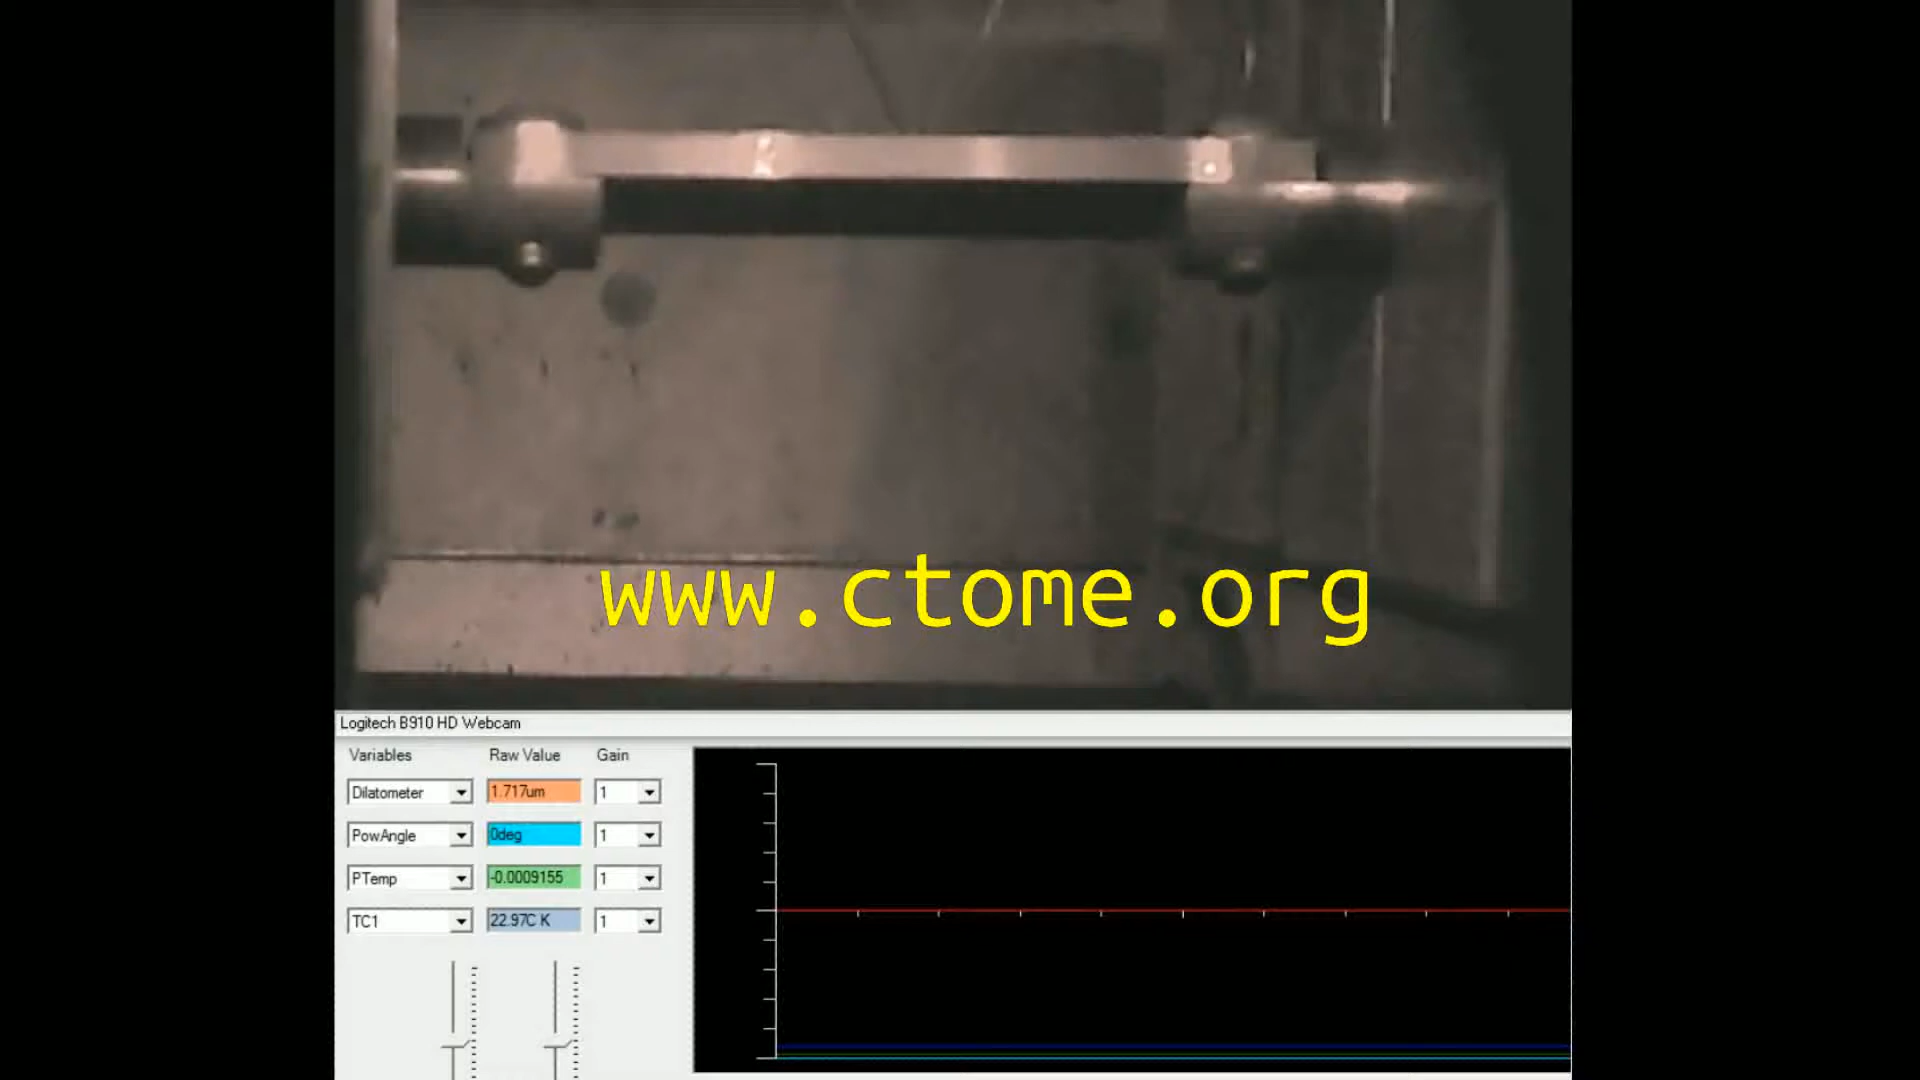 www.ctome.org
Logitech B910 HD Webcam
Variables Raw Value Gain
Dilatometer 1.717um 1
PowAngle 0deg 1
PTemp -0.0009155 1
TC1 22.97C K 1